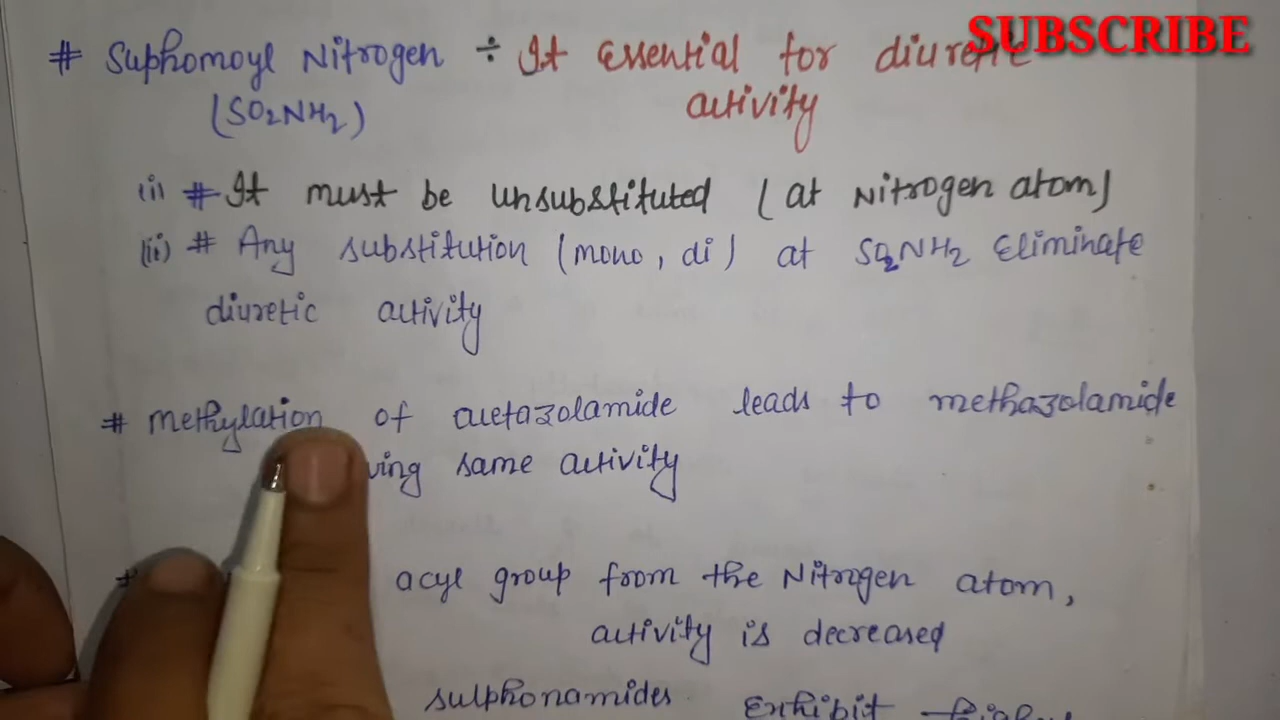 SUBSCRIBE
# Suphomoyl Nitrogen ÷ It essential for diuretic
(SO2NH2) activity
(i) # It must be unsubstituted (at Nitrogen atom)
(ii) # Any substitution (mono, di) at SO2NH2 Eliminate
diuretic activity
# methylation of acetazolamide leads to methazolamide
same activity
# acyl group from the Nitrogen atom,
activity is decreased
sulphonamides Exhibit